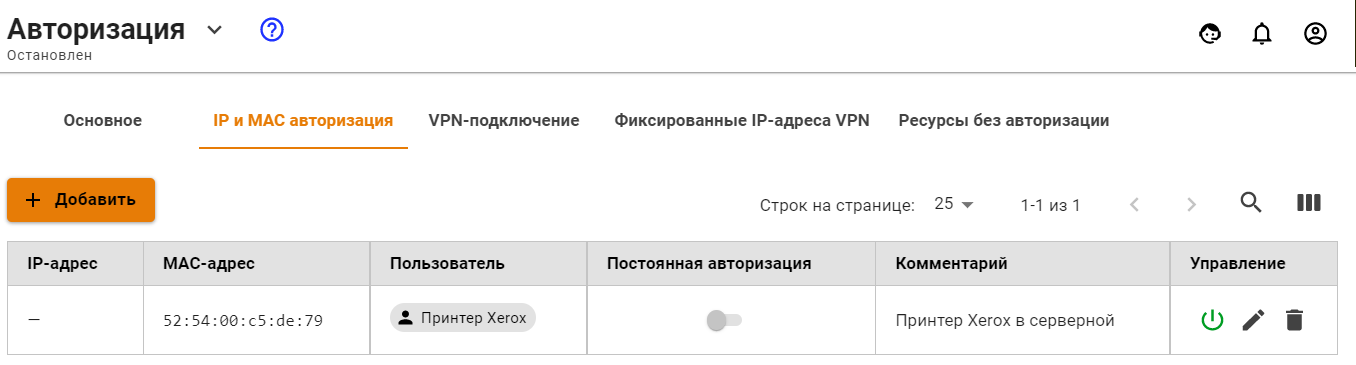 Авторизация
Остановлен
Основное IP и MAC авторизация VPN-подключение Фиксированные IP-адреса VPN Ресурсы без авторизации
+ Добавить
Строк на странице: 25 1-1 из 1
IP-адрес MAC-адрес Пользователь Постоянная авторизация Комментарий Управление
— 52:54:00:c5:de:79 Принтер Xerox Принтер Xerox в серверной